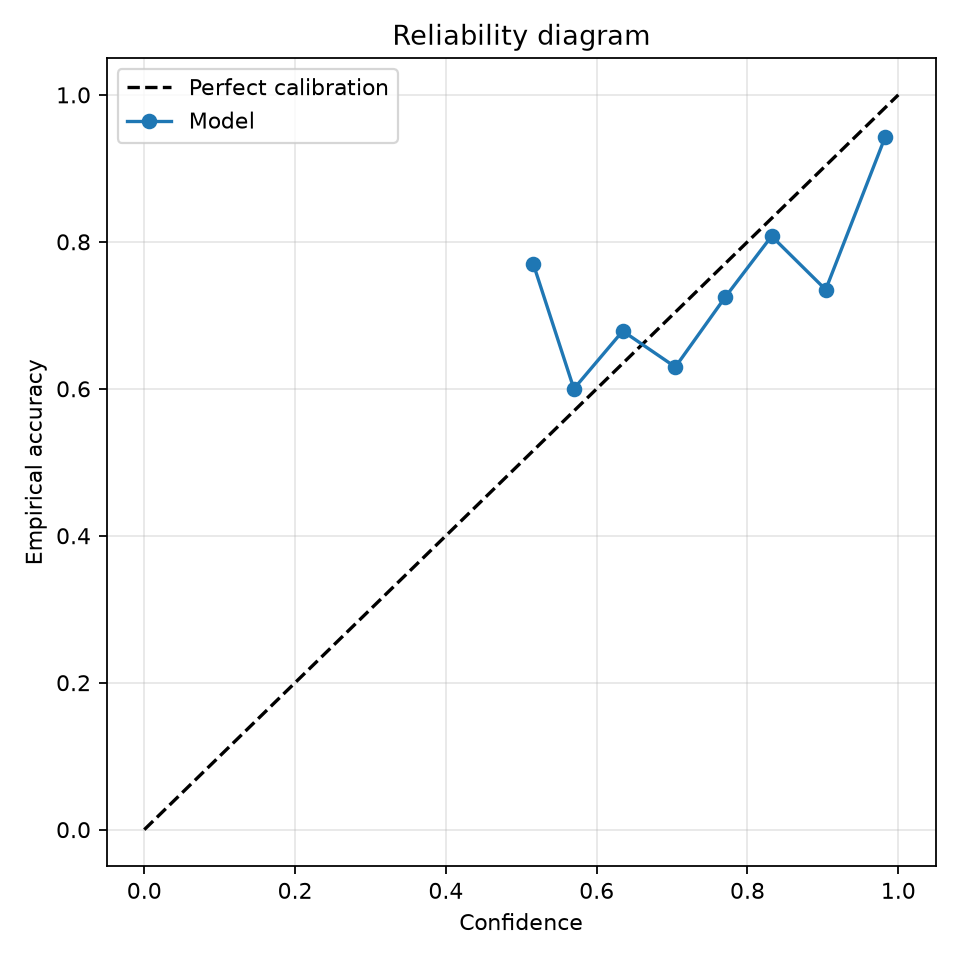 Reliability diagram
Perfect calibration
Model
1.0
0.8
0.6
0.4
0.2
0.0
Empirical accuracy
0.0 0.2 0.4 0.6 0.8 1.0
Confidence